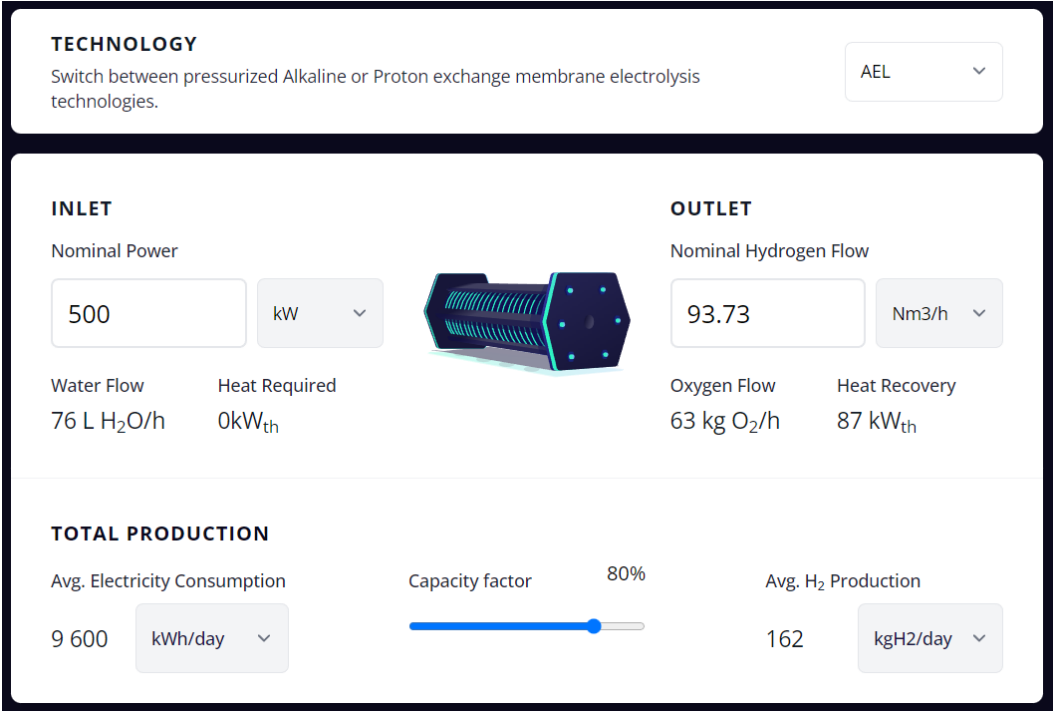 TECHNOLOGY
Switch between pressurized Alkaline or Proton exchange membrane electrolysis
technologies.
AEL
INLET
Nominal Power
500
kW
Water Flow
76 L H₂O/h
Heat Required
0kWₜₕ
OUTLET
Nominal Hydrogen Flow
93.73
Nm3/h
Oxygen Flow
63 kg O₂/h
Heat Recovery
87 kWₜₕ
TOTAL PRODUCTION
Avg. Electricity Consumption
9 600
kWh/day
Capacity factor
80%
Avg. H₂ Production
162
kgH2/day